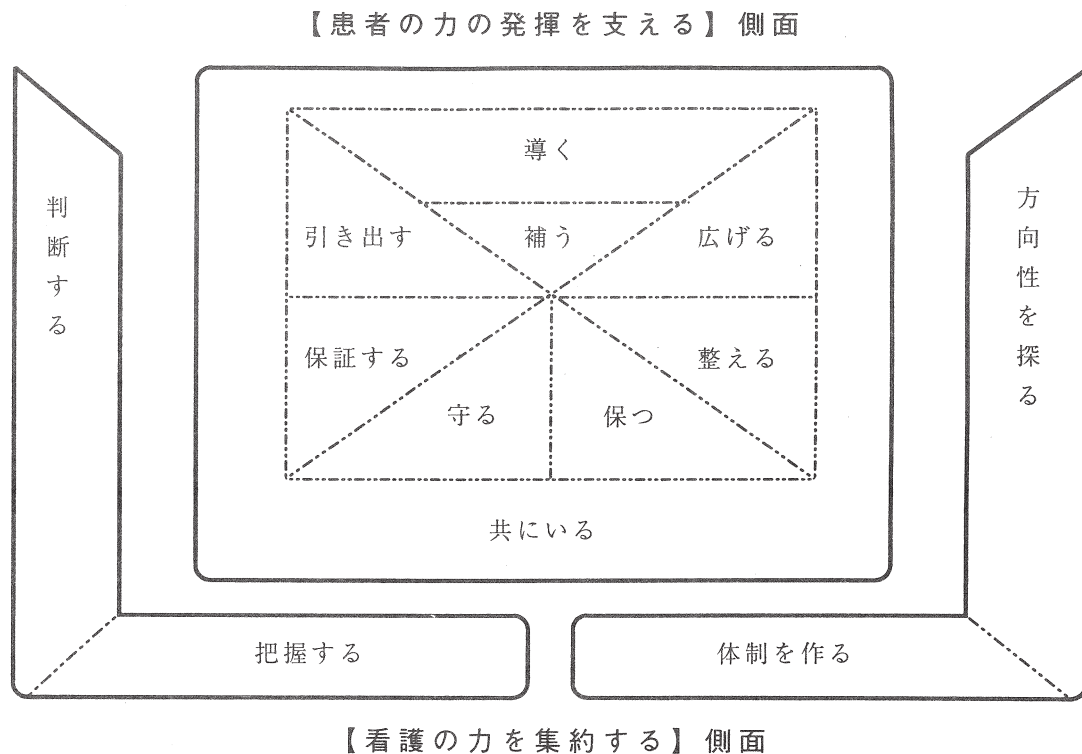 【患者の力の発揮を支える】側面
導く
判断する
方向性を探る
引き出す
補う
広げる
保証する
整える
守る
保つ
共にいる
把握する
体制を作る
【看護の力を集約する】側面